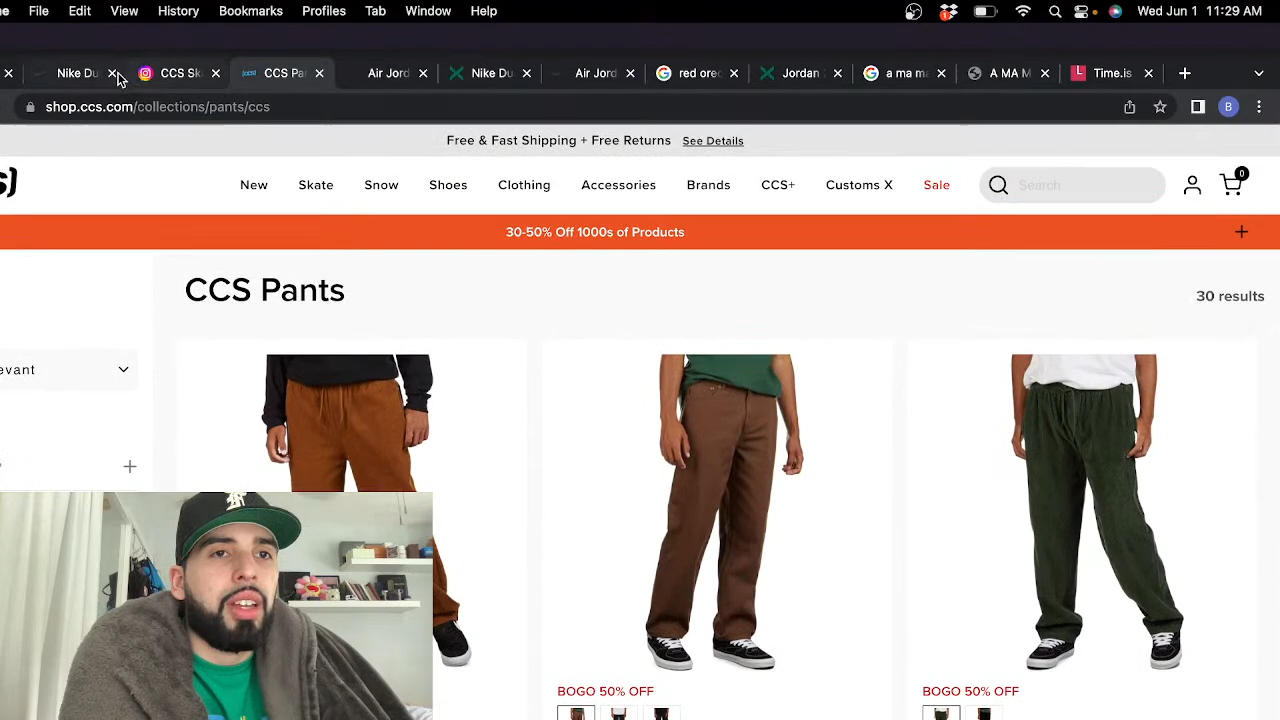 File Edit View History Bookmarks Profiles Tab Window Help Wed Jun 1 11:29 AM
Nike Du CCS Sk CCS Pa Air Jord Nike Du Air Jord red ore Jordan a ma m A MA M Time.is
shop.ccs.com/collections/pants/ccs B
Free & Fast Shipping + Free Returns See Details
New Skate Snow Shoes Clothing Accessories Brands CCS+ Customs X Sale Search 0
30-50% Off 1000s of Products
CCS Pants
30 results
evant
BOGO 50% OFF BOGO 50% OFF